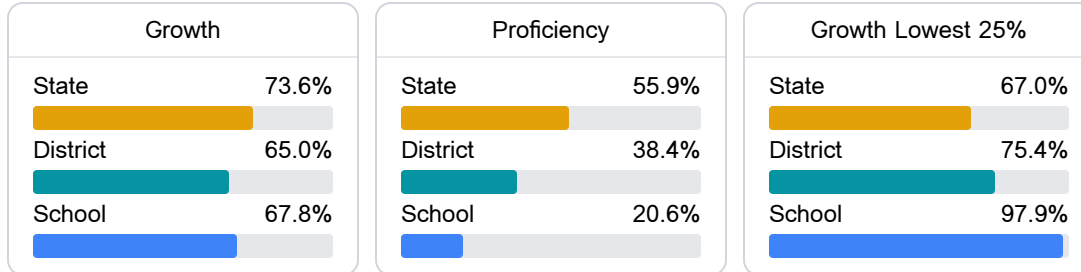 Growth
State 73.6%
District 65.0%
School 67.8%
Proficiency
State 55.9%
District 38.4%
School 20.6%
Growth Lowest 25%
State 67.0%
District 75.4%
School 97.9%